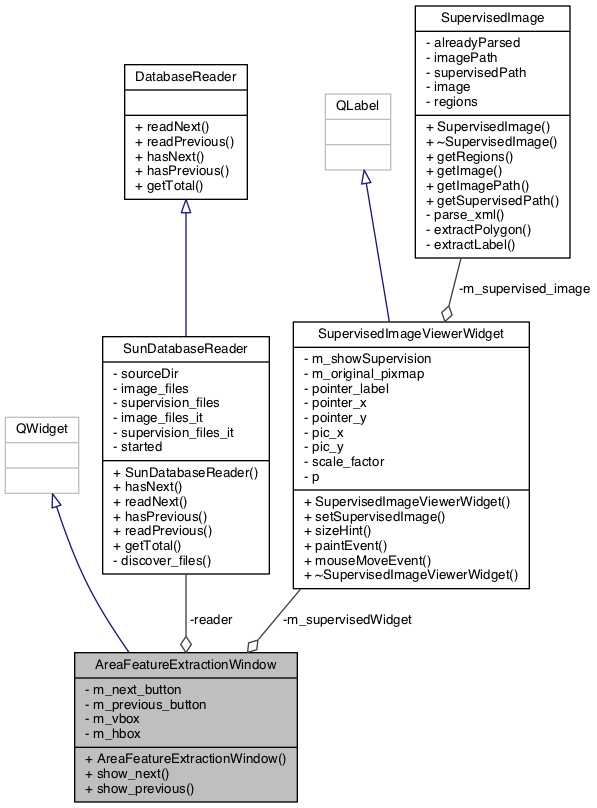 SupervisedImage
- alreadyParsed
- imagePath
- supervisedPath
- image
- regions
+ SupervisedImage()
+ ~SupervisedImage()
+ getRegions()
+ getImage()
+ getImagePath()
+ getSupervisedPath()
- parse_xml()
- extractPolygon()
- extractLabel()
DatabaseReader
+ readNext()
+ readPrevious()
+ hasNext()
+ hasPrevious()
+ getTotal()
QLabel
-m_supervised_image
SunDatabaseReader
- sourceDir
- image_files
- supervision_files
- image_files_it
- supervision_files_it
- started
+ SunDatabaseReader()
+ hasNext()
+ readNext()
+ hasPrevious()
+ readPrevious()
+ getTotal()
- discover_files()
SupervisedImageViewerWidget
- m_showSupervision
- m_original_pixmap
- pointer_label
- pointer_x
- pointer_y
- pic_x
- pic_y
- scale_factor
- p
+ SupervisedImageViewerWidget()
+ setSupervisedImage()
+ sizeHint()
+ paintEvent()
+ mouseMoveEvent()
+ ~SupervisedImageViewerWidget()
QWidget
-reader
-m_supervisedWidget
AreaFeatureExtractionWindow
- m_next_button
- m_previous_button
- m_vbox
- m_hbox
+ AreaFeatureExtractionWindow()
+ show_next()
+ show_previous()